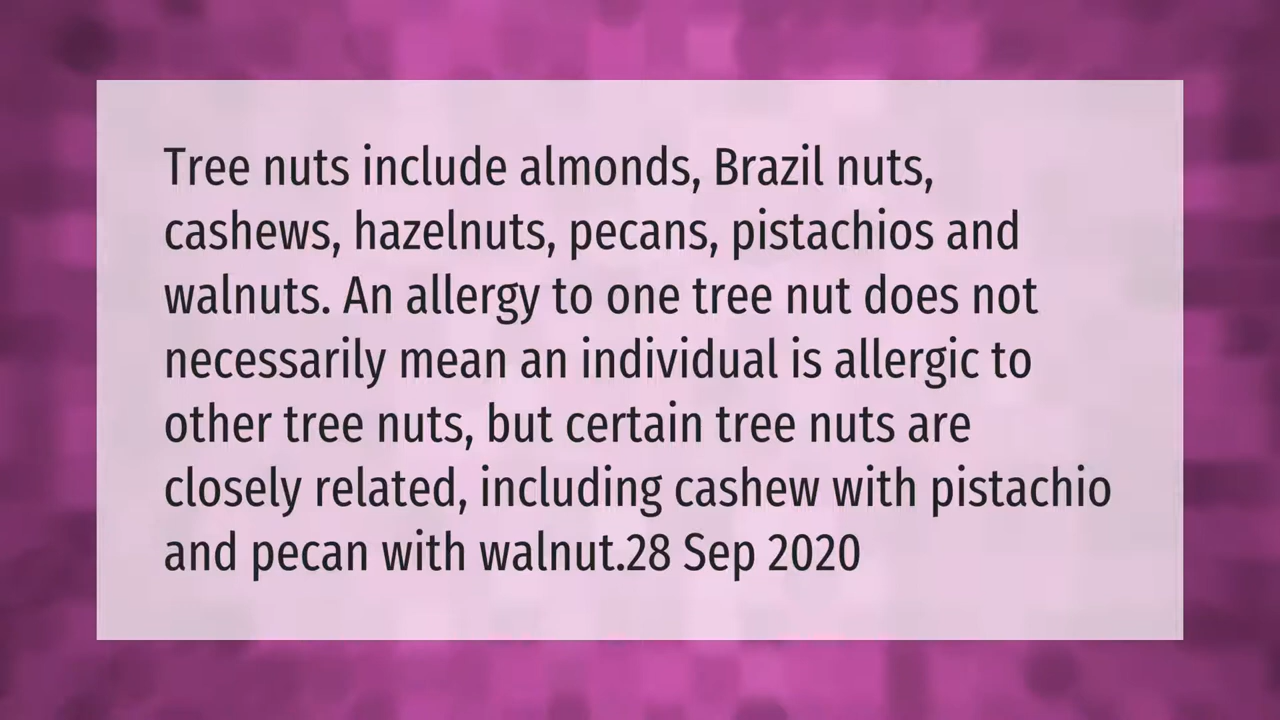 Tree nuts include almonds, Brazil nuts,
cashews, hazelnuts, pecans, pistachios and
walnuts. An allergy to one tree nut does not
necessarily mean an individual is allergic to
other tree nuts, but certain tree nuts are
closely related, including cashew with pistachio
and pecan with walnut.28 Sep 2020